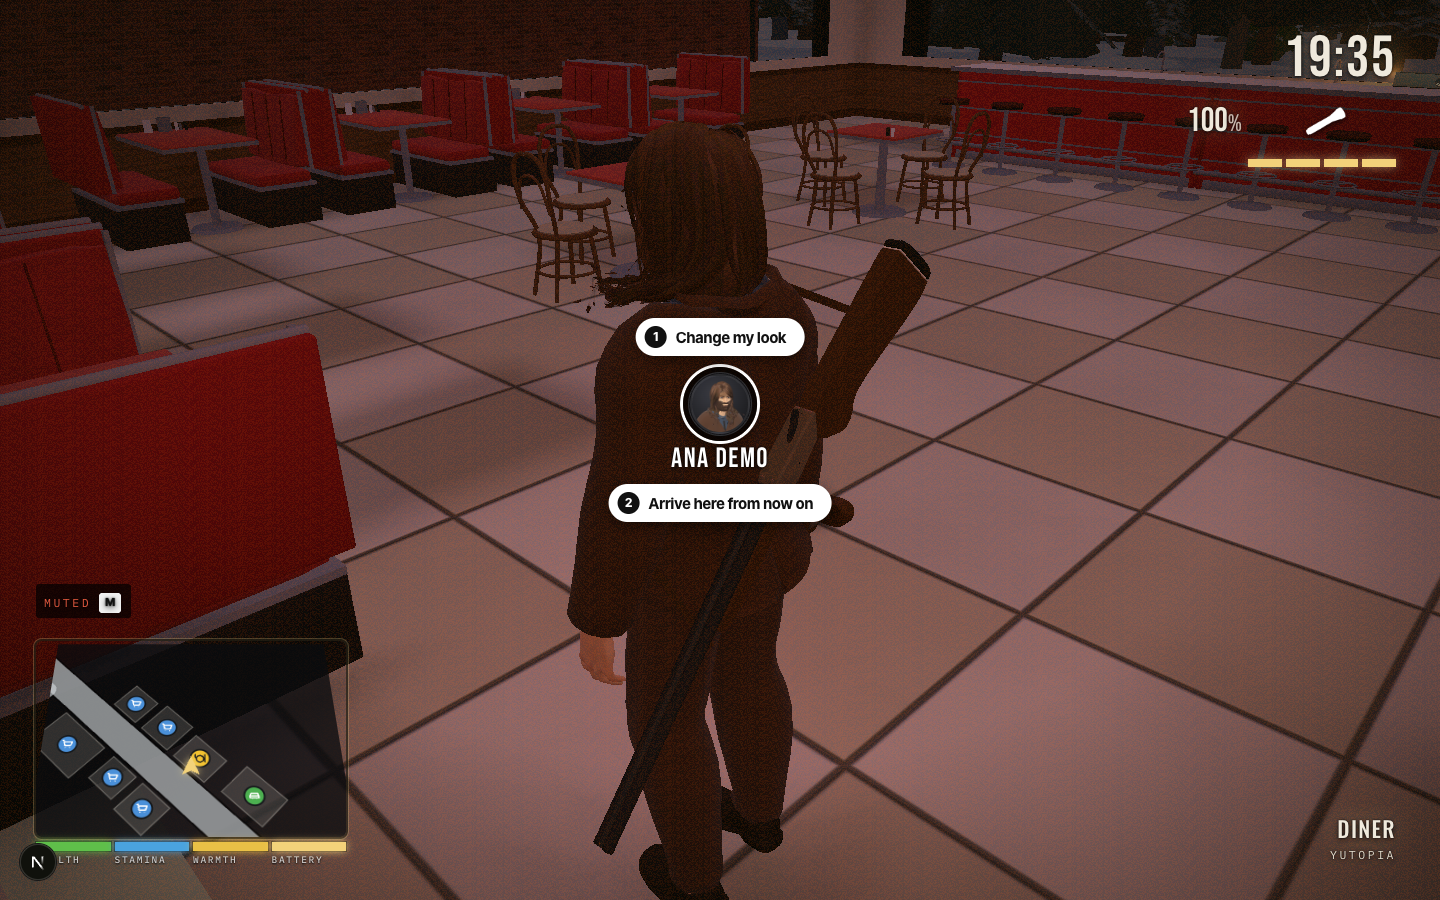 19:35
100%
1 Change my look
ANA DEMO
2 Arrive here from now on
MUTED M
LTH STAMINA WARMTH BATTERY
N
DINER
YUTOPIA